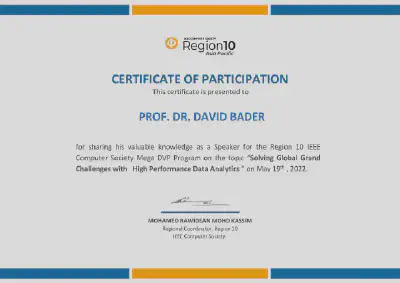 IEEE COMPUTER SOCIETY
Region10
Asia Pacific
CERTIFICATE OF PARTICIPATION
This certificate is presented to
PROF. DR. DAVID BADER
for sharing his valuable knowledge as a Speaker for the Region 10 IEEE
Computer Society Mega DVP Program on the topic "Solving Global Grand
Challenges with High Performance Data Analytics" on May 19th, 2022.
MOHAMED RAWIDEAN MOHD KASSIM
Regional Coordinator, Region 10
IEEE Computer Society